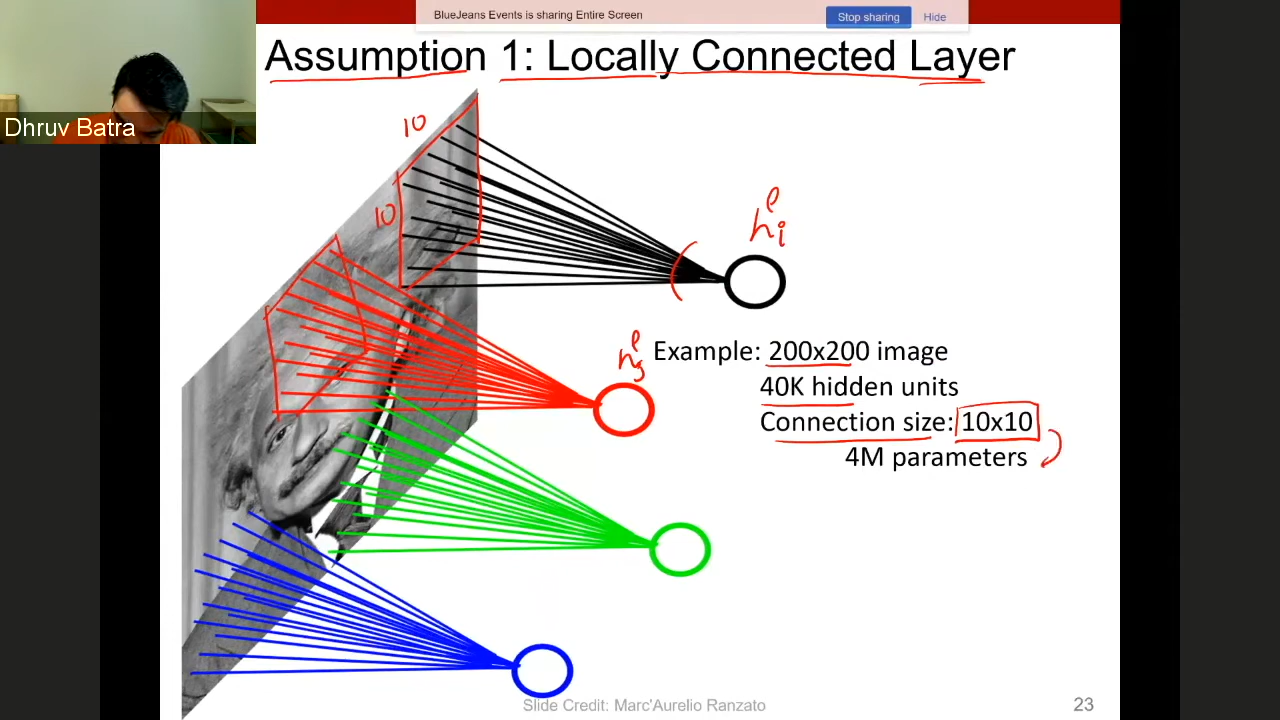 BlueJeans Events is sharing Entire Screen
Stop sharing
Hide
Dhruv Batra
Assumption 1: Locally Connected Layer
10
10
h_i^l
Example: 200x200 image
40K hidden units
Connection size: 10x10
4M parameters
Slide Credit: Marc'Aurelio Ranzato
23